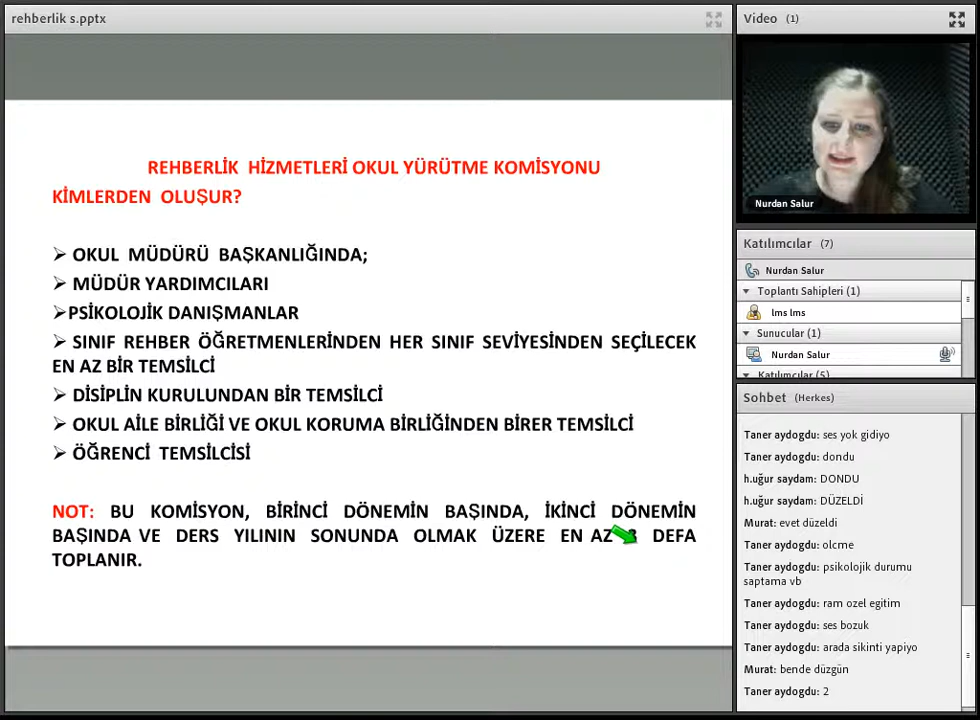 rehberlik s.pptx
REHBERLİK HİZMETLERİ OKUL YÜRÜTME KOMİSYONU
KİMLERDEN OLUŞUR?
OKUL MÜDÜRÜ BAŞKANLIĞINDA;
MÜDÜR YARDIMCILARI
PSİKOLOJİK DANIŞMANLAR
SINIF REHBER ÖĞRETMENLERİNDEN HER SINIF SEVİYESİNDEN SEÇİLECEK
EN AZ BİR TEMSİLCİ
DİSİPLİN KURULUNDAN BİR TEMSİLCİ
OKUL AİLE BİRLİĞİ VE OKUL KORUMA BİRLİĞİNDEN BİRER TEMSİLCİ
ÖĞRENCİ TEMSİLCİSİ
NOT: BU KOMİSYON, BİRİNCİ DÖNEMİN BAŞINDA, İKİNCİ DÖNEMİN
BAŞINDA VE DERS YILININ SONUNDA OLMAK ÜZERE EN AZ DEFA
TOPLANIR.
Video (1)
Nurdan Salur
Katılımcılar (7)
Nurdan Salur
Toplantı Sahipleri (1)
lms lms
Sunucular (1)
Nurdan Salur
Katılımcılar (5)
Sohbet (Herkes)
Taner aydogdu: ses yok gidiyo
Taner aydogdu: dondu
h.uğur saydam: DONDU
h.uğur saydam: DÜZELDİ
Murat: evet düzeldi
Taner aydogdu: olcme
Taner aydogdu: psikolojik durumu
saptama vb
Taner aydogdu: ram ozel egitim
Taner aydogdu: ses bozuk
Taner aydogdu: arada sikinti yapiyo
Murat: bende düzgün
Taner aydogdu: 2